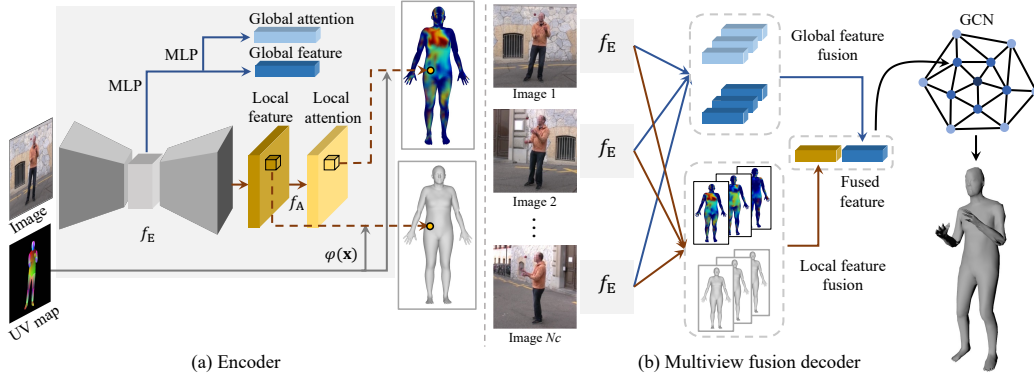 Global attention
MLP
Global feature
MLP
Local
feature
Local
attention
Image
f_E
f_A
φ(x)
UV map
(a) Encoder
Image 1
f_E
Image 2
f_E
Image Nc
f_E
Global feature
fusion
GCN
Fused
feature
Local feature
fusion
(b) Multiview fusion decoder